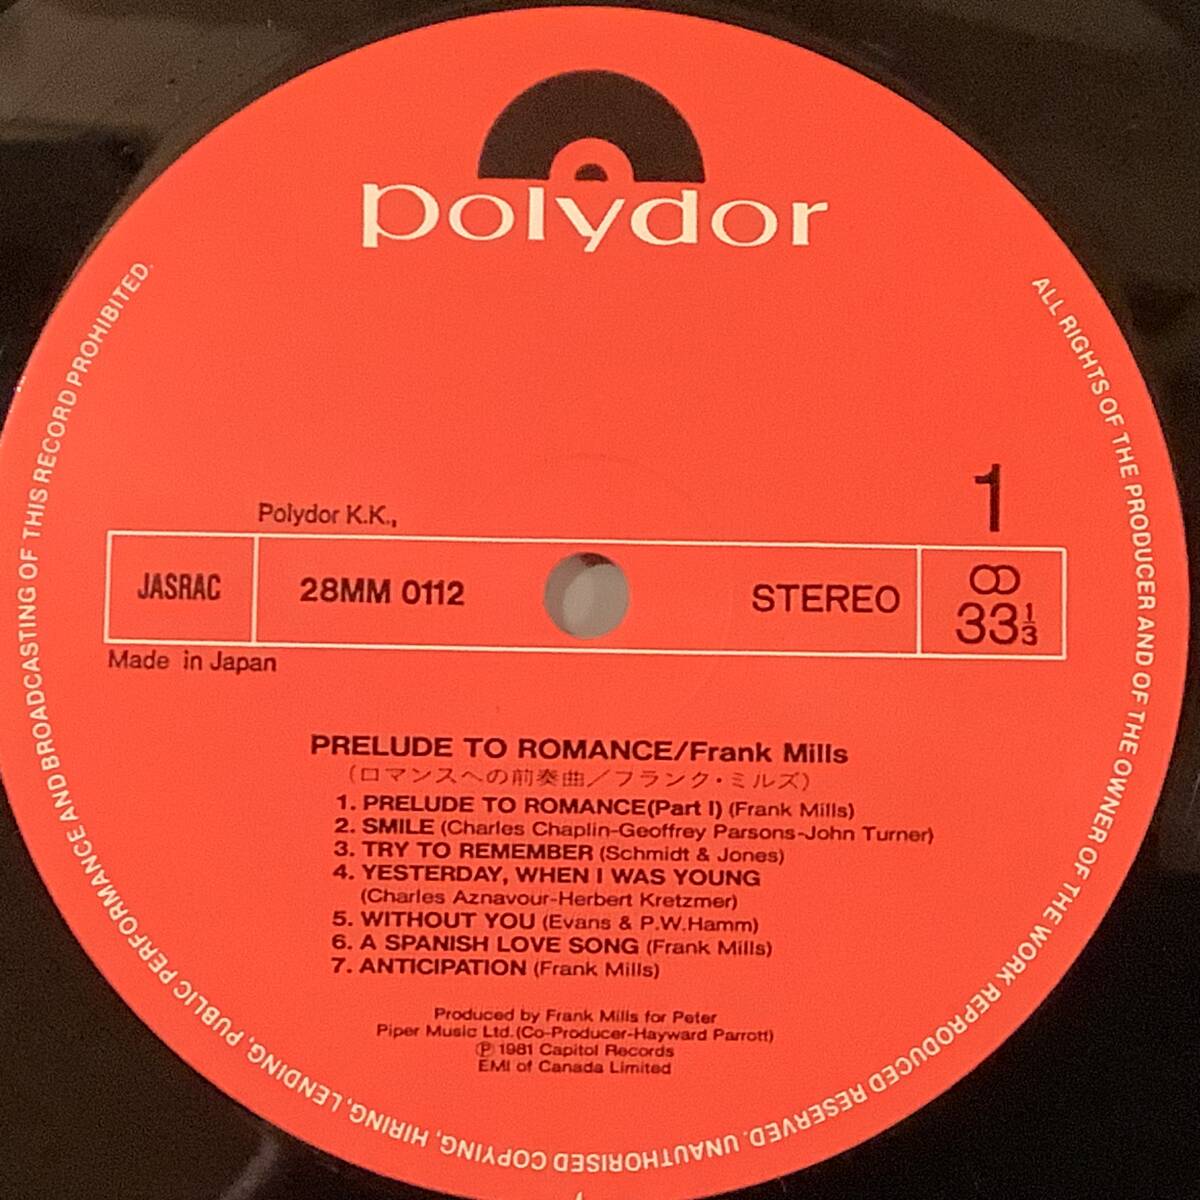 polydor
1
Polydor K.K.,
JASRAC
28MM 0112
STEREO
33⅓
Made in Japan
PRELUDE TO ROMANCE/Frank Mills
(ロマンスへの前奏曲/フランク・ミルズ)
1. PRELUDE TO ROMANCE(Part I) (Frank Mills)
2. SMILE (Charles Chaplin-Geoffrey Parsons-John Turner)
3. TRY TO REMEMBER (Schmidt & Jones)
4. YESTERDAY, WHEN I WAS YOUNG
(Charles Aznavour-Herbert Kretzmer)
5. WITHOUT YOU (Evans & P.W.Hamm)
6. A SPANISH LOVE SONG (Frank Mills)
7. ANTICIPATION (Frank Mills)
Produced by Frank Mills for Peter
Piper Music Ltd.(Co-Producer-Hayward Parrott)
℗ 1981 Capitol Records
EMI of Canada Limited
ALL RIGHTS OF THE PRODUCER AND OF THE OWNER OF THE WORK REPRODUCED RESERVED. UNAUTHORISED COPYING, HIRING, LENDING, PUBLIC PERFORMANCE AND BROADCASTING OF THIS RECORD PROHIBITED.